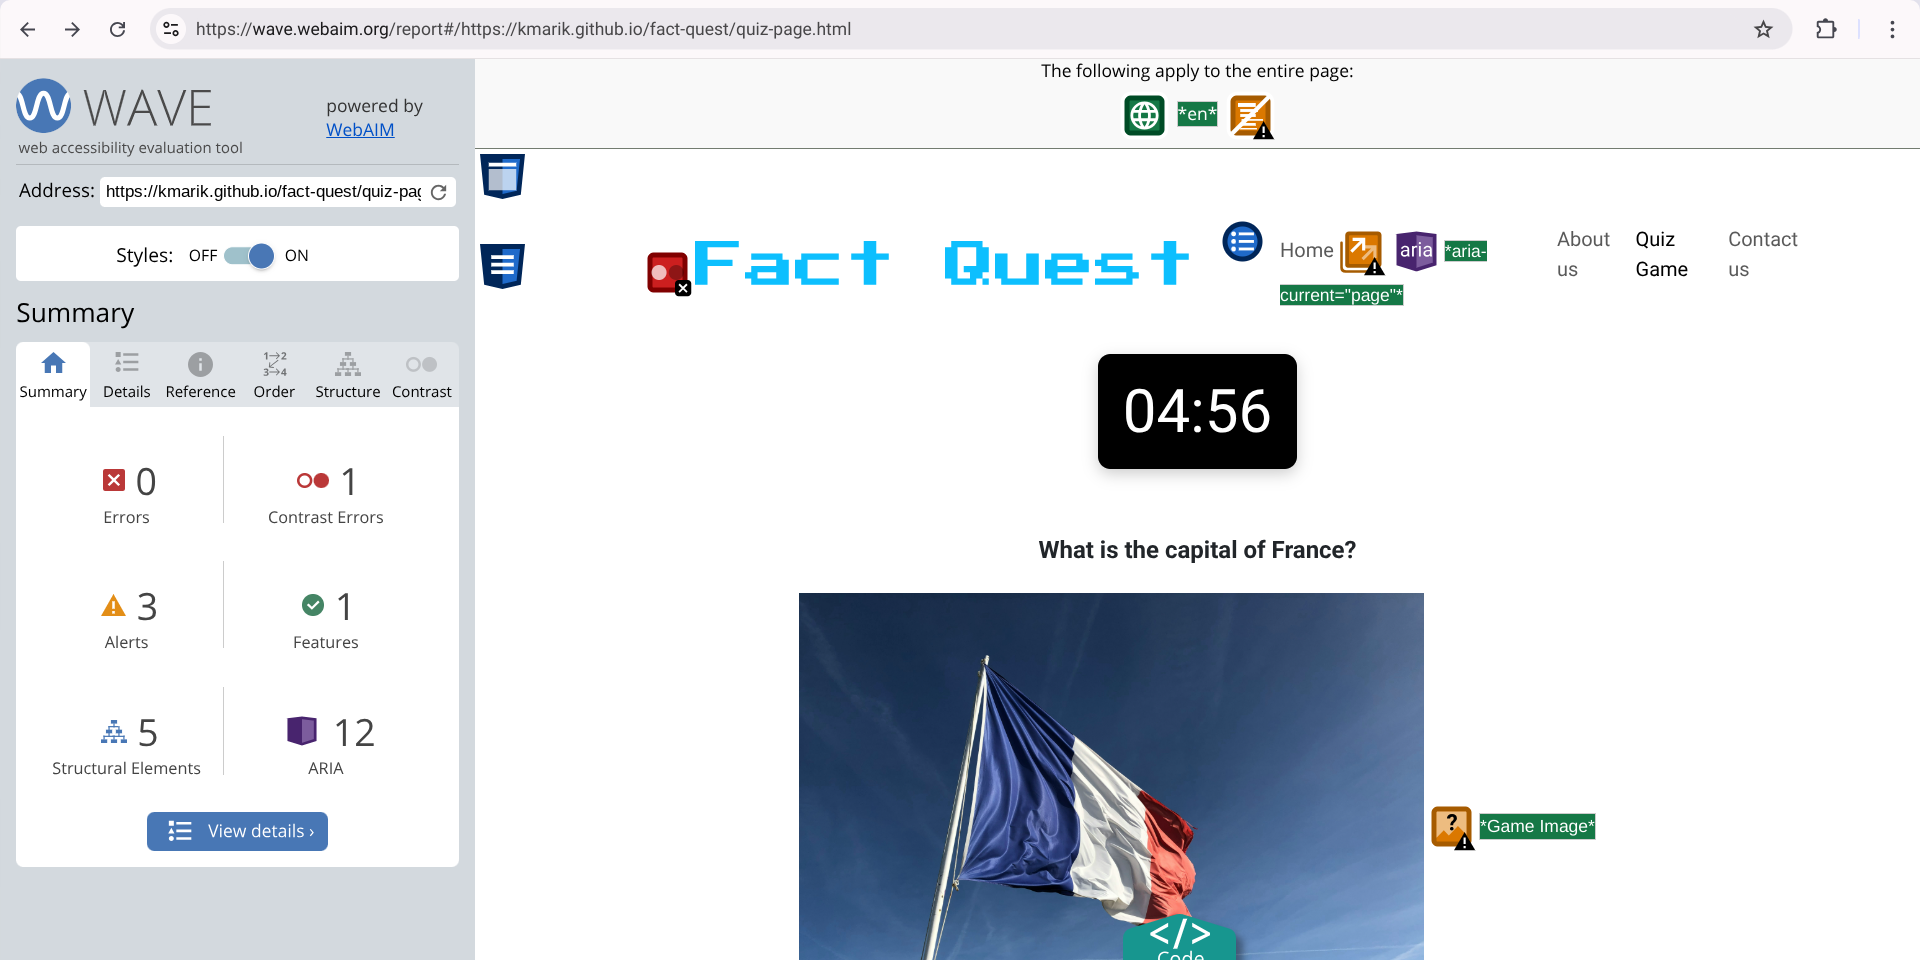 https://wave.webaim.org/report#/https://kmarik.github.io/fact-quest/quiz-page.html
WAVE
web accessibility evaluation tool
powered by
WebAIM
Address: https://kmarik.github.io/fact-quest/quiz-pag
Styles: OFF ON
Summary
Summary Details Reference Order Structure Contrast
0
Errors
1
Contrast Errors
3
Alerts
1
Features
5
Structural Elements
12
ARIA
View details ›
The following apply to the entire page:
*en*
Fact Quest
Home aria *aria-
current="page"*
About
us
Quiz
Game
Contact
us
04:56
What is the capital of France?
*Game Image*
</>
Code